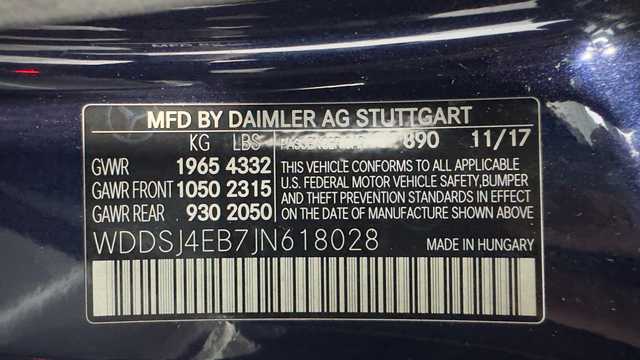 MFD BY DAIMLER AG STUTTGART
KG LBS PASSENGER CAR 890 11/17
GVWR 1965 4332
GAWR FRONT 1050 2315
GAWR REAR 930 2050
THIS VEHICLE CONFORMS TO ALL APPLICABLE
U.S. FEDERAL MOTOR VEHICLE SAFETY, BUMPER
AND THEFT PREVENTION STANDARDS IN EFFECT
ON THE DATE OF MANUFACTURE SHOWN ABOVE.
WDDSJ4EB7JN618028
MADE IN HUNGARY